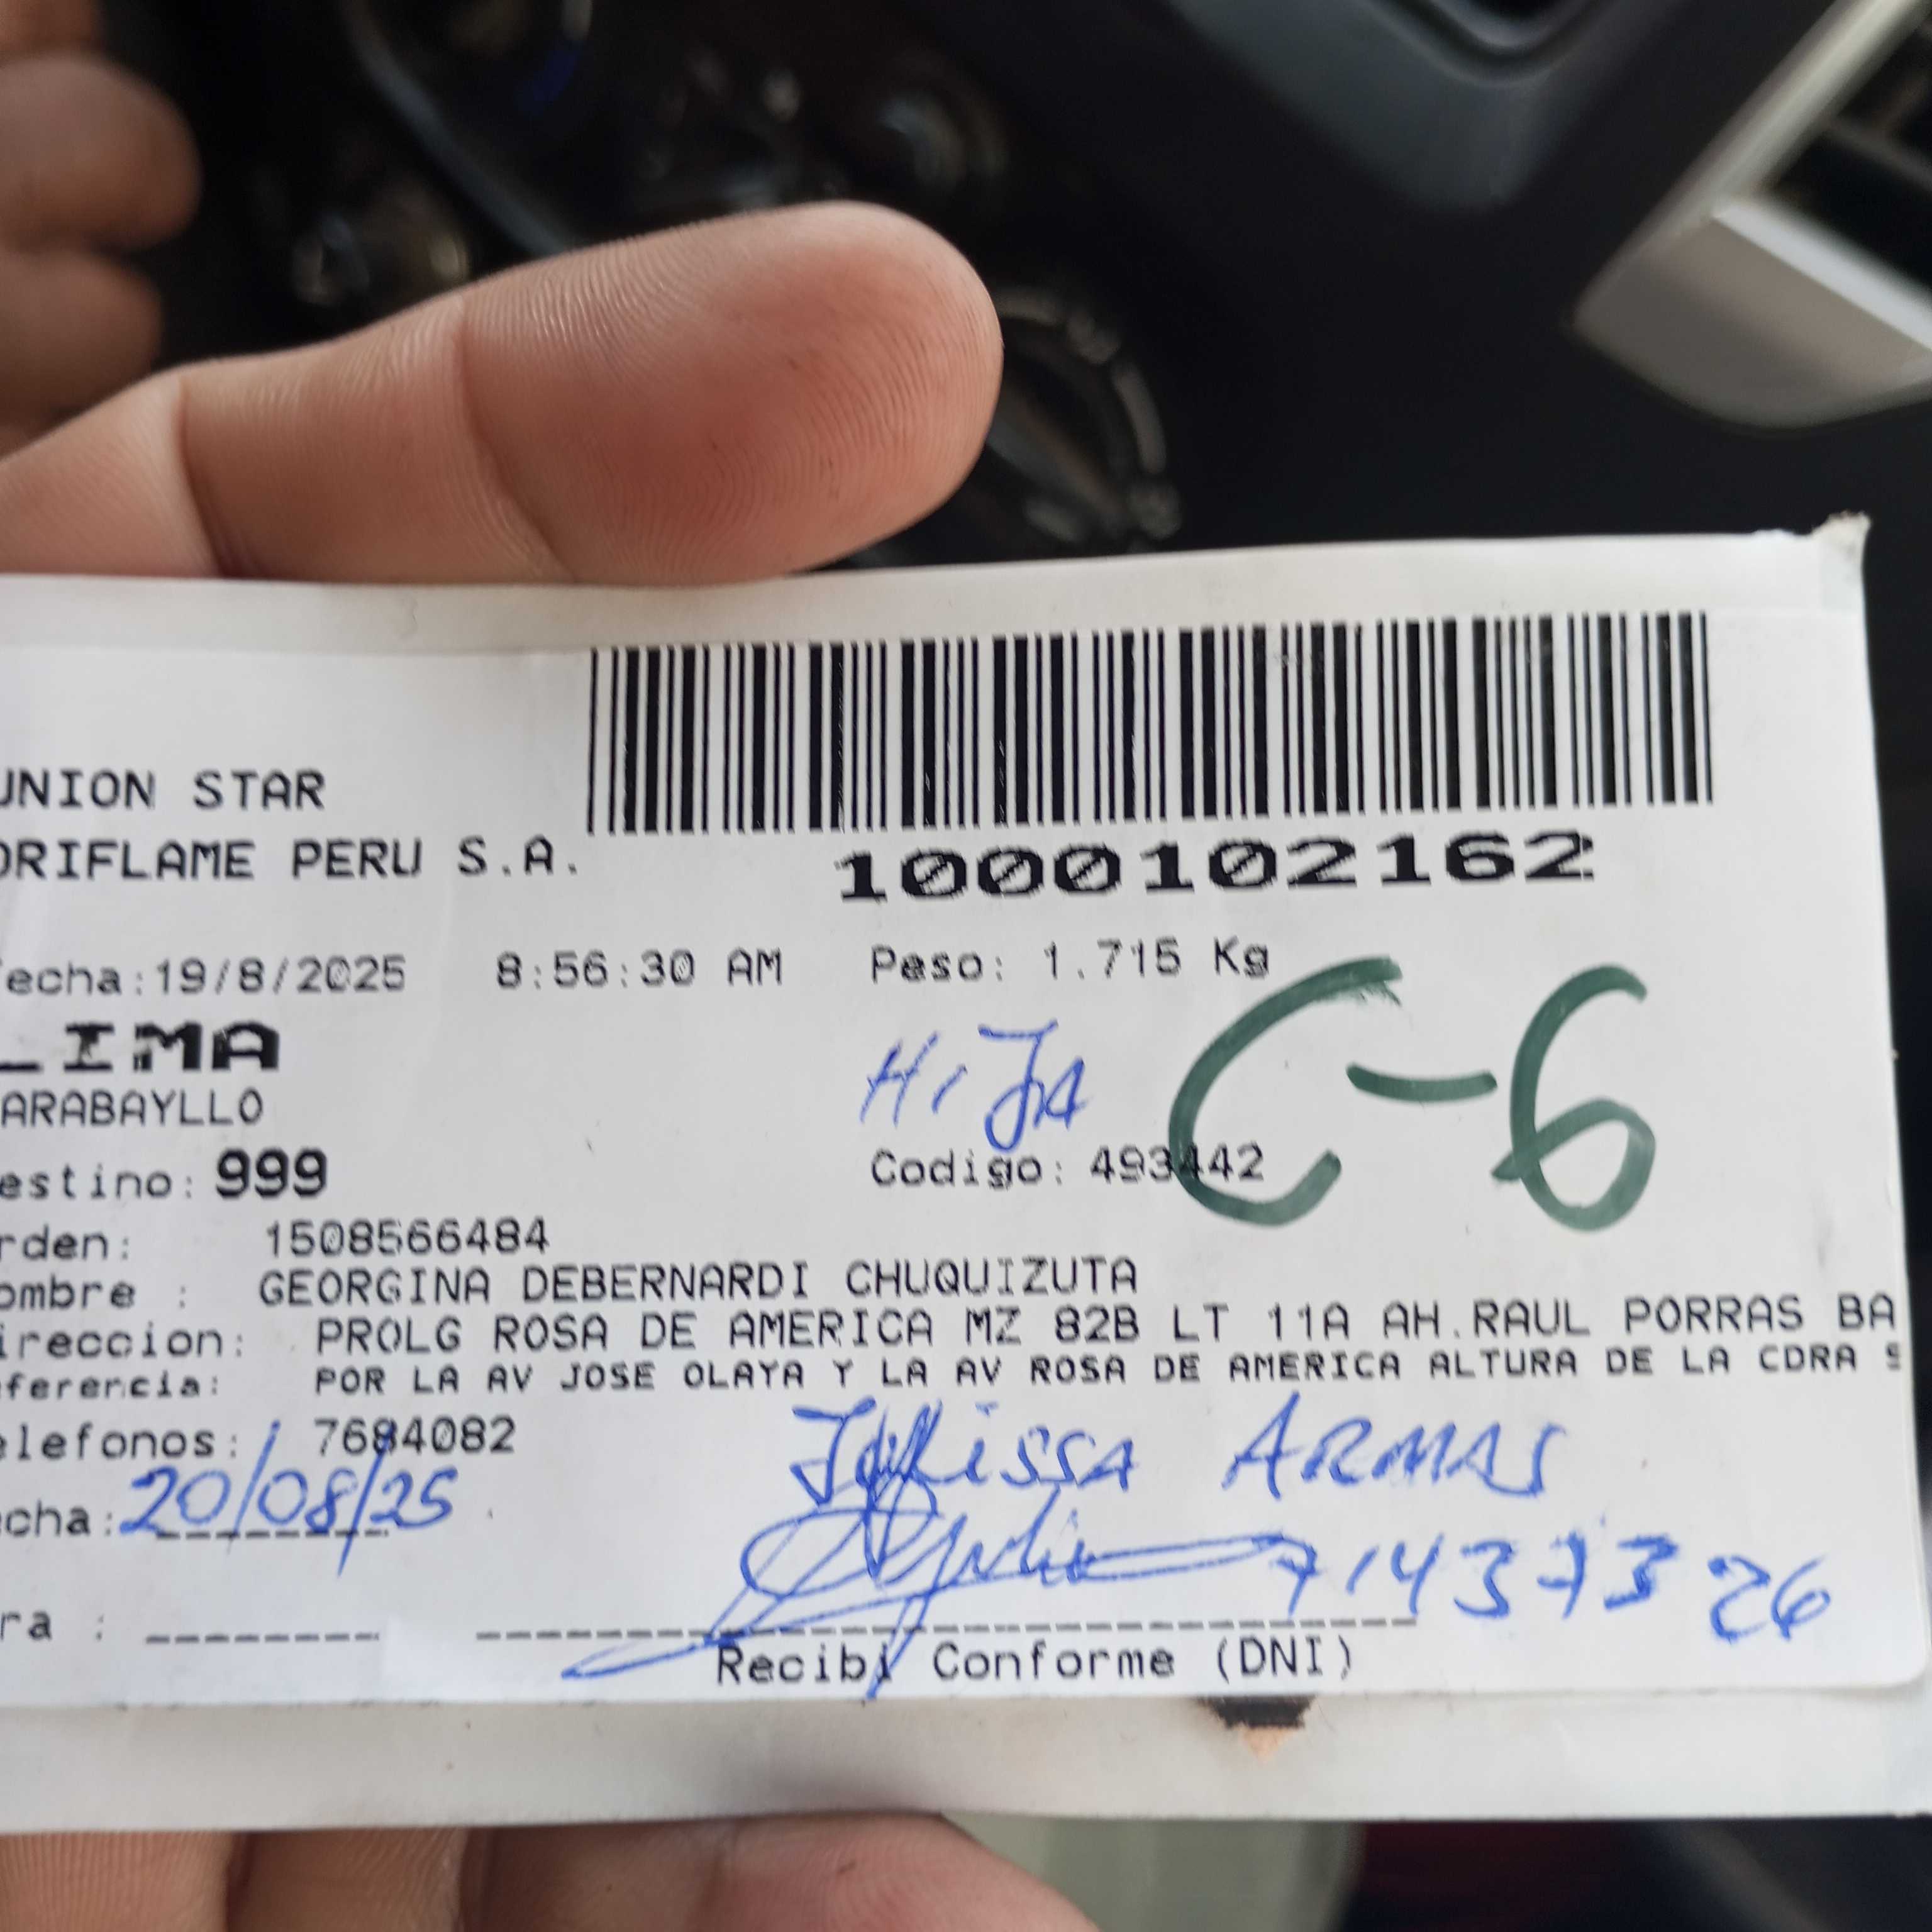 UNION STAR
ORIFLAME PERU S.A.
1000102162
fecha:19/8/2025 8:56:30 AM Peso: 1.715 Kg
LIMA
ARABAYLLO
HiJA
C-6
estino: 999 Codigo: 493442
rden: 1508566484
ombre : GEORGINA DEBERNARDI CHUQUIZUTA
ireccion: PROLG ROSA DE AMERICA MZ 82B LT 11A AH.RAUL PORRAS BA
ferencia: POR LA AV JOSE OLAYA Y LA AV ROSA DE AMERICA ALTURA DE LA CDRA
elefonos: 7684082
echa: 20/08/25
ARMAS
ra :
Recibi Conforme (DNI)